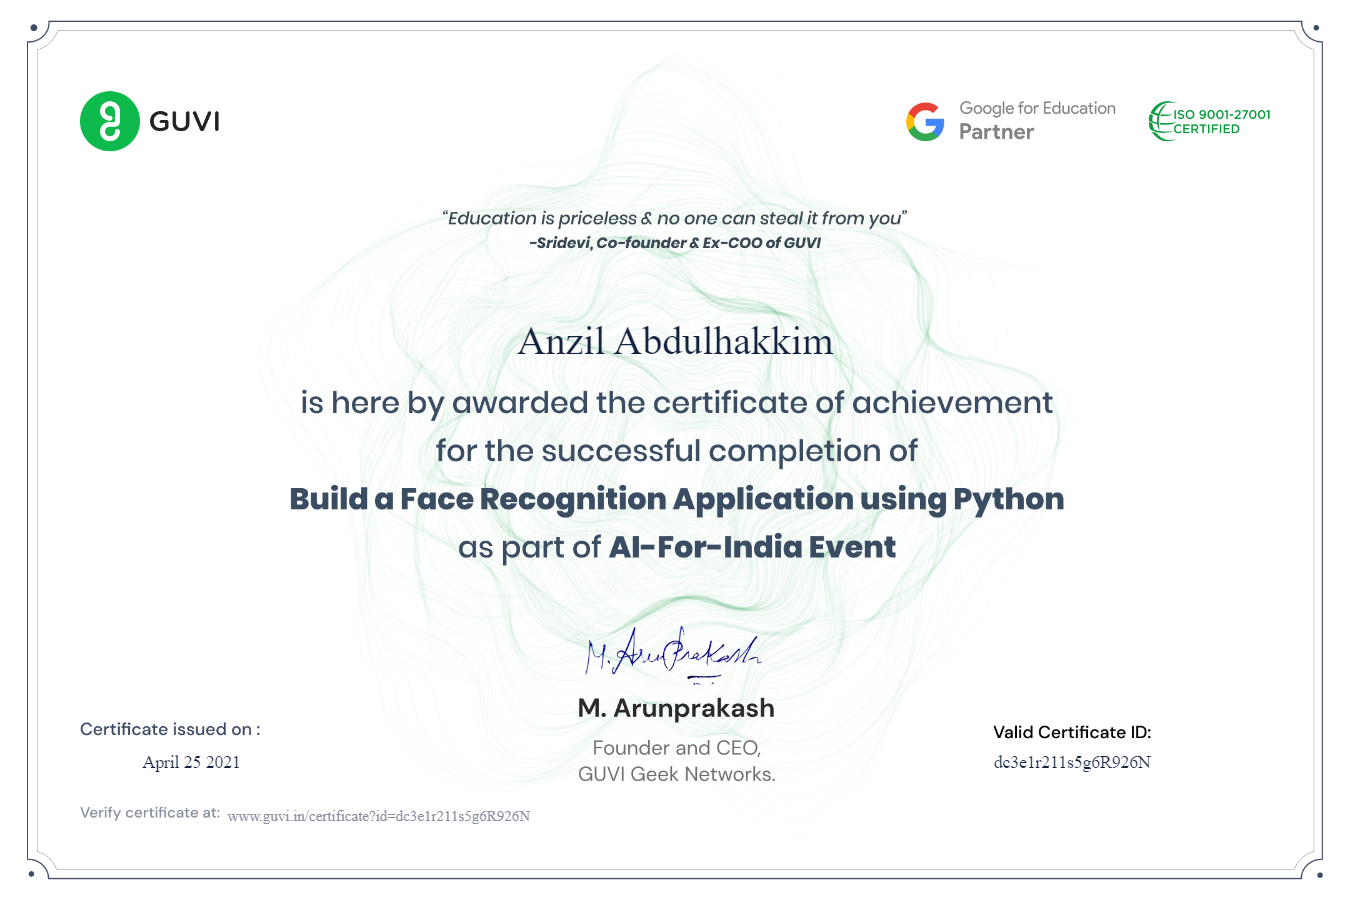 GUVI
Google for Education
Partner
ISO 9001-27001
CERTIFIED
“Education is priceless & no one can steal it from you”
-Sridevi, Co-founder & Ex-COO of GUVI
Anzil Abdulhakkim
is here by awarded the certificate of achievement
for the successful completion of
Build a Face Recognition Application using Python
as part of AI-For-India Event
M. ArunPrakash
M. Arunprakash
Founder and CEO,
GUVI Geek Networks.
Certificate issued on :
April 25 2021
Valid Certificate ID:
dc3e1r211s5g6R926N
Verify certificate at: www.guvi.in/certificate?id=dc3e1r211s5g6R926N